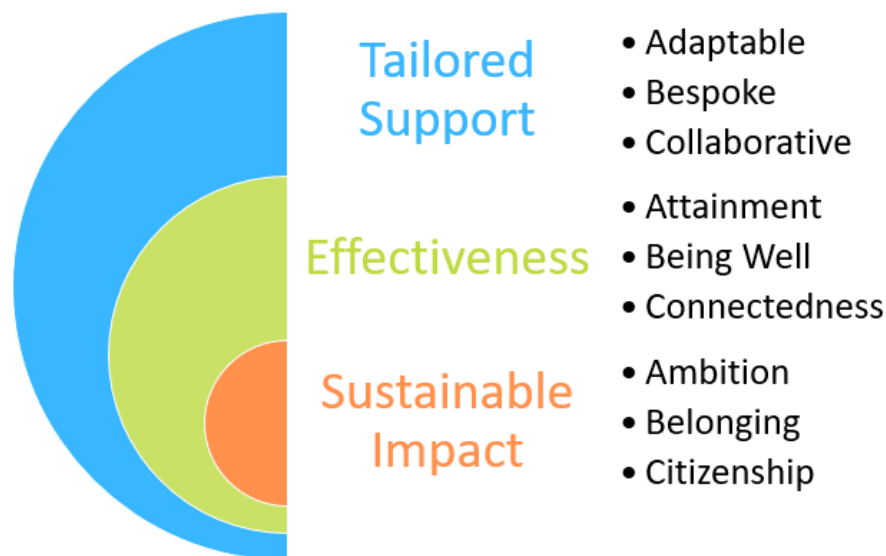 Tailored
Support
• Adaptable
• Bespoke
• Collaborative
Effectiveness
• Attainment
• Being Well
• Connectedness
Sustainable
Impact
• Ambition
• Belonging
• Citizenship